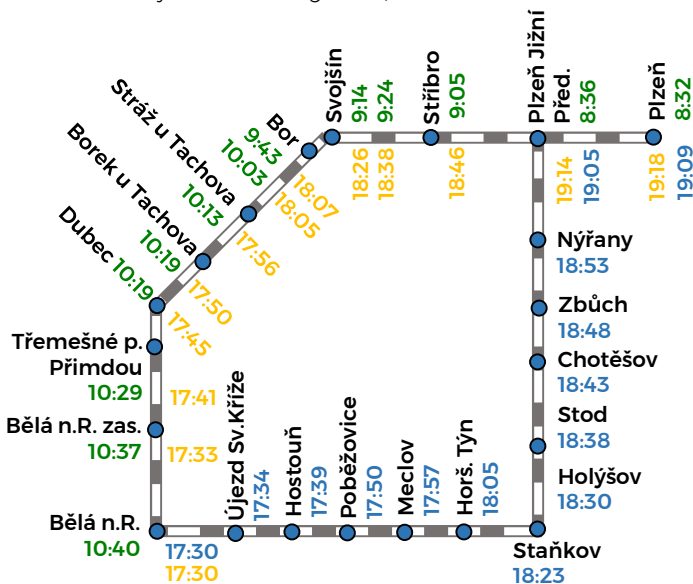 Plzeň
8:32
19:18
19:09
Plzeň Jižní
Před.
8:36
19:14
19:05
Stříbro
9:05
18:46
Svojšín
9:14
9:24
18:26
18:38
Bor
9:43
10:03
18:07
18:05
Stráž u Tachova
10:13
17:56
Borek u Tachova
10:19
17:50
Dubec
10:19
17:45
Třemešné p.
Přimdou
10:29
17:41
Bělá n.R. zas.
10:37
17:33
Bělá n.R.
10:40
17:30
17:30
Újezd Sv.Kříže
17:34
Hostouň
17:39
Poběžovice
17:50
Meclov
17:57
Horš. Týn
18:05
Staňkov
18:23
Holýšov
18:30
Stod
18:38
Chotěšov
18:43
Zbůch
18:48
Nýřany
18:53